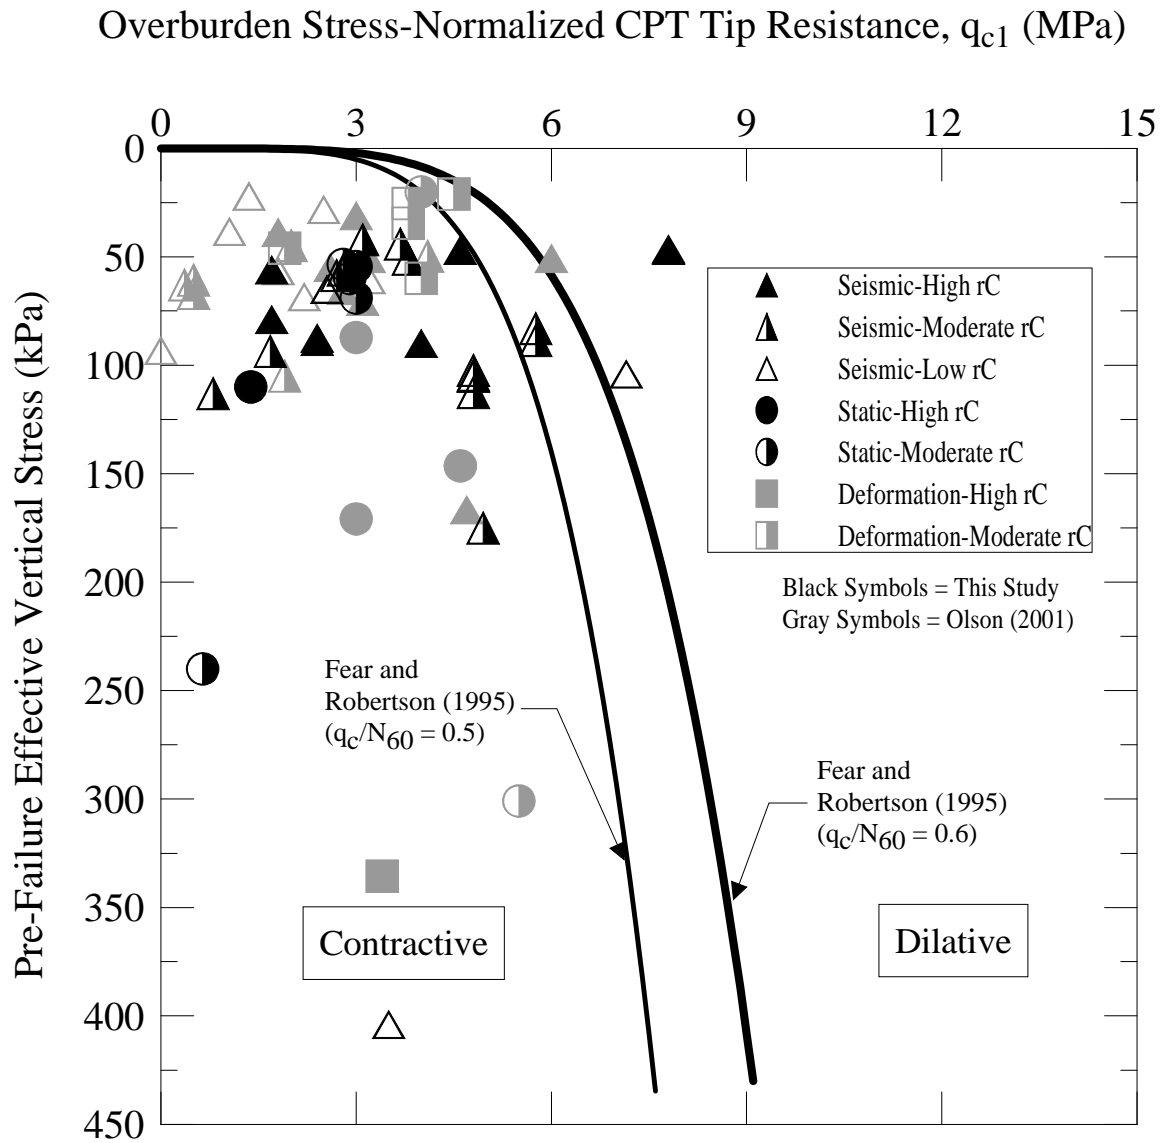 Overburden Stress-Normalized CPT Tip Resistance, qc1 (MPa)
0 3 6 9 12 15
Pre-Failure Effective Vertical Stress (kPa)
0
50
100
150
200
250
300
350
400
450
Seismic-High rC
Seismic-Moderate rC
Seismic-Low rC
Static-High rC
Static-Moderate rC
Deformation-High rC
Deformation-Moderate rC
Black Symbols = This Study
Gray Symbols = Olson (2001)
Fear and
Robertson (1995)
(qc/N60 = 0.5)
Fear and
Robertson (1995)
(qc/N60 = 0.6)
Contractive
Dilative